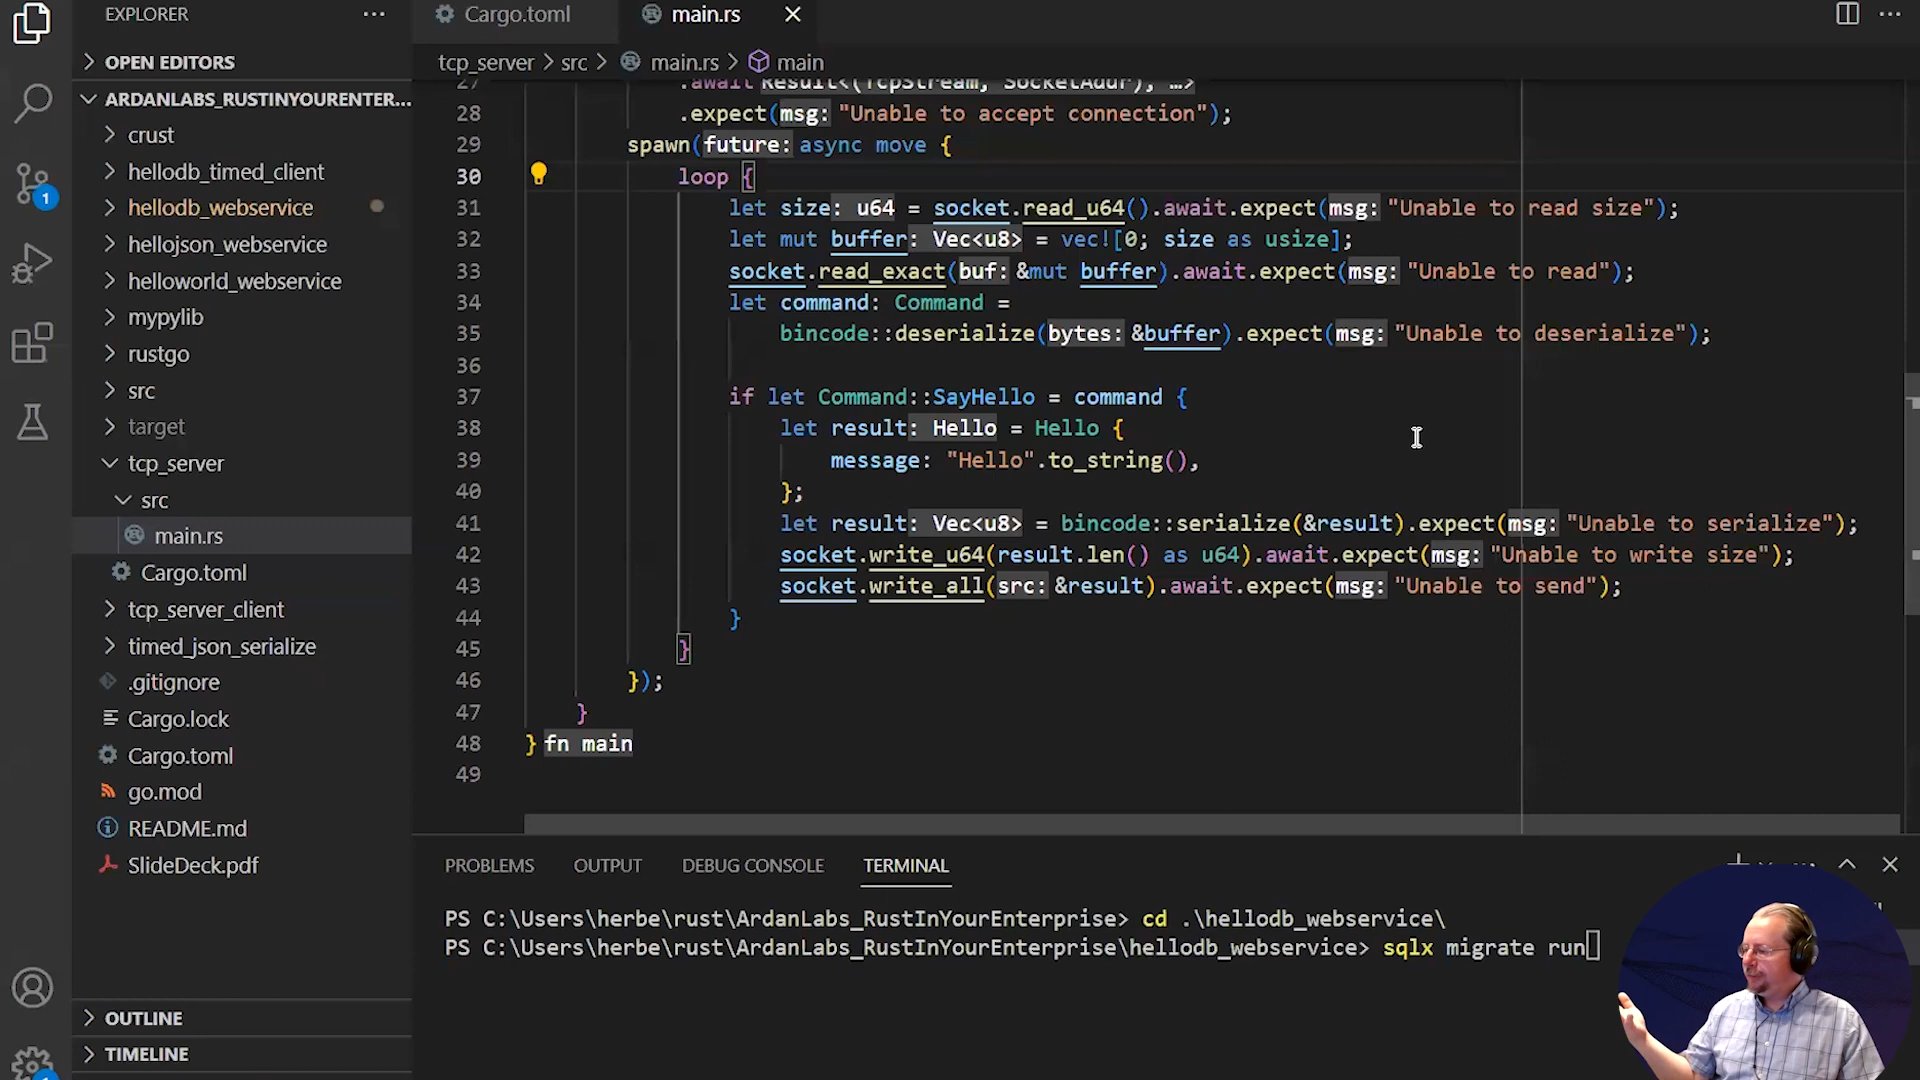 EXPLORER
OPEN EDITORS
ARDANLABS_RUSTINYOURENTER...
crust
hellodb_timed_client
hellodb_webservice
hellojson_webservice
helloworld_webservice
mypylib
rustgo
src
target
tcp_server
src
main.rs
Cargo.toml
tcp_server_client
timed_json_serialize
.gitignore
Cargo.lock
Cargo.toml
go.mod
README.md
SlideDeck.pdf
OUTLINE
TIMELINE
1
Cargo.toml
main.rs
tcp_server > src > main.rs > main
27 .await Result<(TcpStream, SocketAddr), …>
28 .expect(msg: "Unable to accept connection");
29 spawn(future: async move {
30 loop {
31 let size: u64 = socket.read_u64().await.expect(msg: "Unable to read size");
32 let mut buffer: Vec<u8> = vec![0; size as usize];
33 socket.read_exact(buf: &mut buffer).await.expect(msg: "Unable to read");
34 let command: Command =
35 bincode::deserialize(bytes: &buffer).expect(msg: "Unable to deserialize");
36
37 if let Command::SayHello = command {
38 let result: Hello = Hello {
39 message: "Hello".to_string(),
40 };
41 let result: Vec<u8> = bincode::serialize(&result).expect(msg: "Unable to serialize");
42 socket.write_u64(result.len() as u64).await.expect(msg: "Unable to write size");
43 socket.write_all(src: &result).await.expect(msg: "Unable to send");
44 }
45 }
46 });
47 }
48 } fn main
49
PROBLEMS OUTPUT DEBUG CONSOLE TERMINAL
PS C:\Users\herbe\rust\ArdanLabs_RustInYourEnterprise> cd .\hellodb_webservice\
PS C:\Users\herbe\rust\ArdanLabs_RustInYourEnterprise\hellodb_webservice> sqlx migrate run